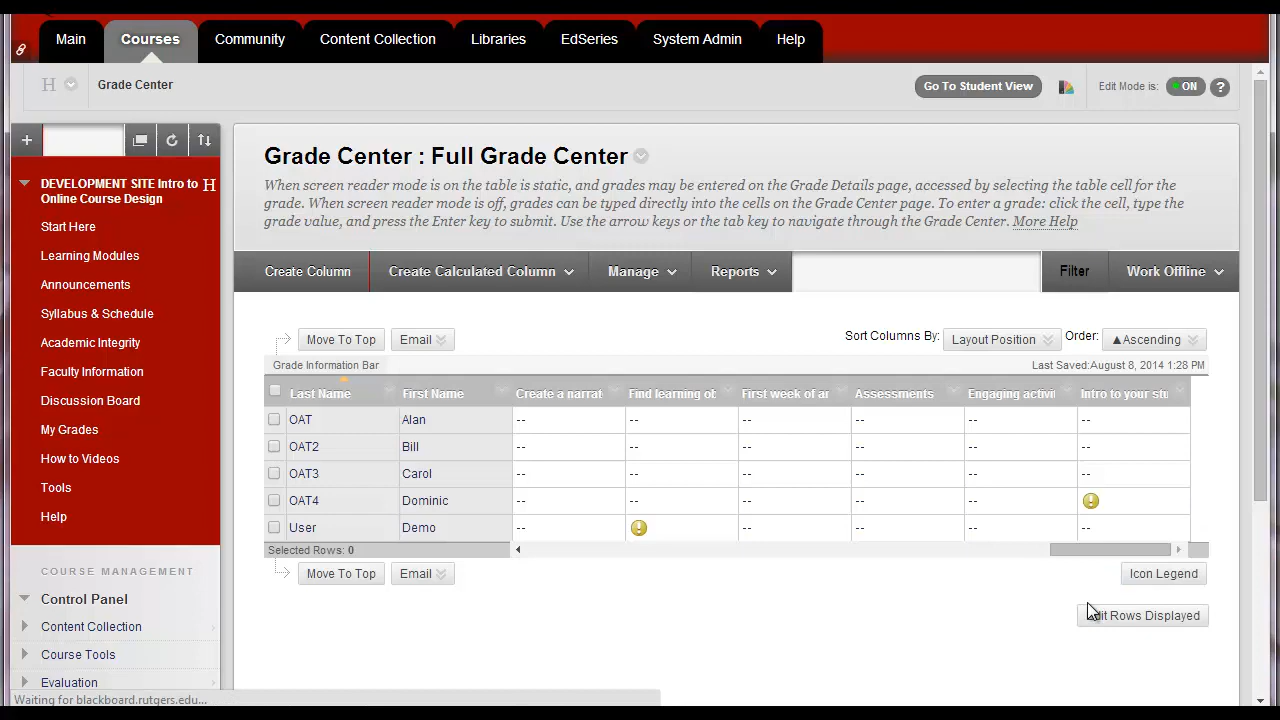 Main
Courses
Community
Content Collection
Libraries
EdSeries
System Admin
Help
H
Grade Center
Go To Student View
Edit Mode is:
ON
?
DEVELOPMENT SITE Intro to
Online Course Design
H
Start Here
Learning Modules
Announcements
Syllabus & Schedule
Academic Integrity
Faculty Information
Discussion Board
My Grades
How to Videos
Tools
Help
COURSE MANAGEMENT
Control Panel
Content Collection
Course Tools
Evaluation
Grade Center : Full Grade Center
When screen reader mode is on the table is static, and grades may be entered on the Grade Details page, accessed by selecting the table cell for the
grade. When screen reader mode is off, grades can be typed directly into the cells on the Grade Center page. To enter a grade: click the cell, type the
grade value, and press the Enter key to submit. Use the arrow keys or the tab key to navigate through the Grade Center. More Help
Create Column
Create Calculated Column
Manage
Reports
Filter
Work Offline
Move To Top
Email
Sort Columns By:
Layout Position
Order:
▲Ascending
Grade Information Bar
Last Saved:August 8, 2014 1:28 PM
Last Name First Name Create a narrat Find learning ob First week of an Assessments Engaging activi Intro to your stu
OAT Alan -- -- -- -- -- --
OAT2 Bill -- -- -- -- -- --
OAT3 Carol -- -- -- -- -- --
OAT4 Dominic -- -- -- -- --
User Demo -- -- -- -- --
Selected Rows: 0
Move To Top
Email
Icon Legend
Rows Displayed
Waiting for blackboard.rutgers.edu...